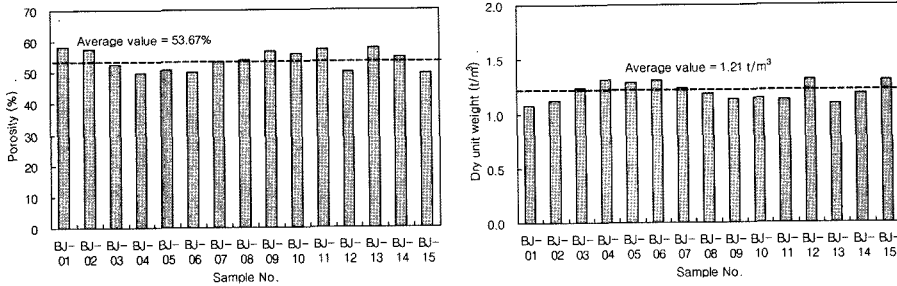 70
60
50
40
30
20
10
0
Porosity (%)
Average value = 53.67%
BJ- BJ- BJ- BJ- BJ- BJ- BJ- BJ- BJ- BJ- BJ- BJ- BJ- BJ- BJ-
01 02 03 04 05 06 07 08 09 10 11 12 13 14 15
Sample No.
2.0
1.5
1.0
0.5
0.0
Dry unit weight (t/m³)
Average value = 1.21 t/m³
BJ- BJ- BJ- BJ- BJ- BJ- BJ- BJ- BJ- BJ- BJ- BJ- BJ- BJ- BJ-
01 02 03 04 05 06 07 08 09 10 11 12 13 14 15
Sample No.